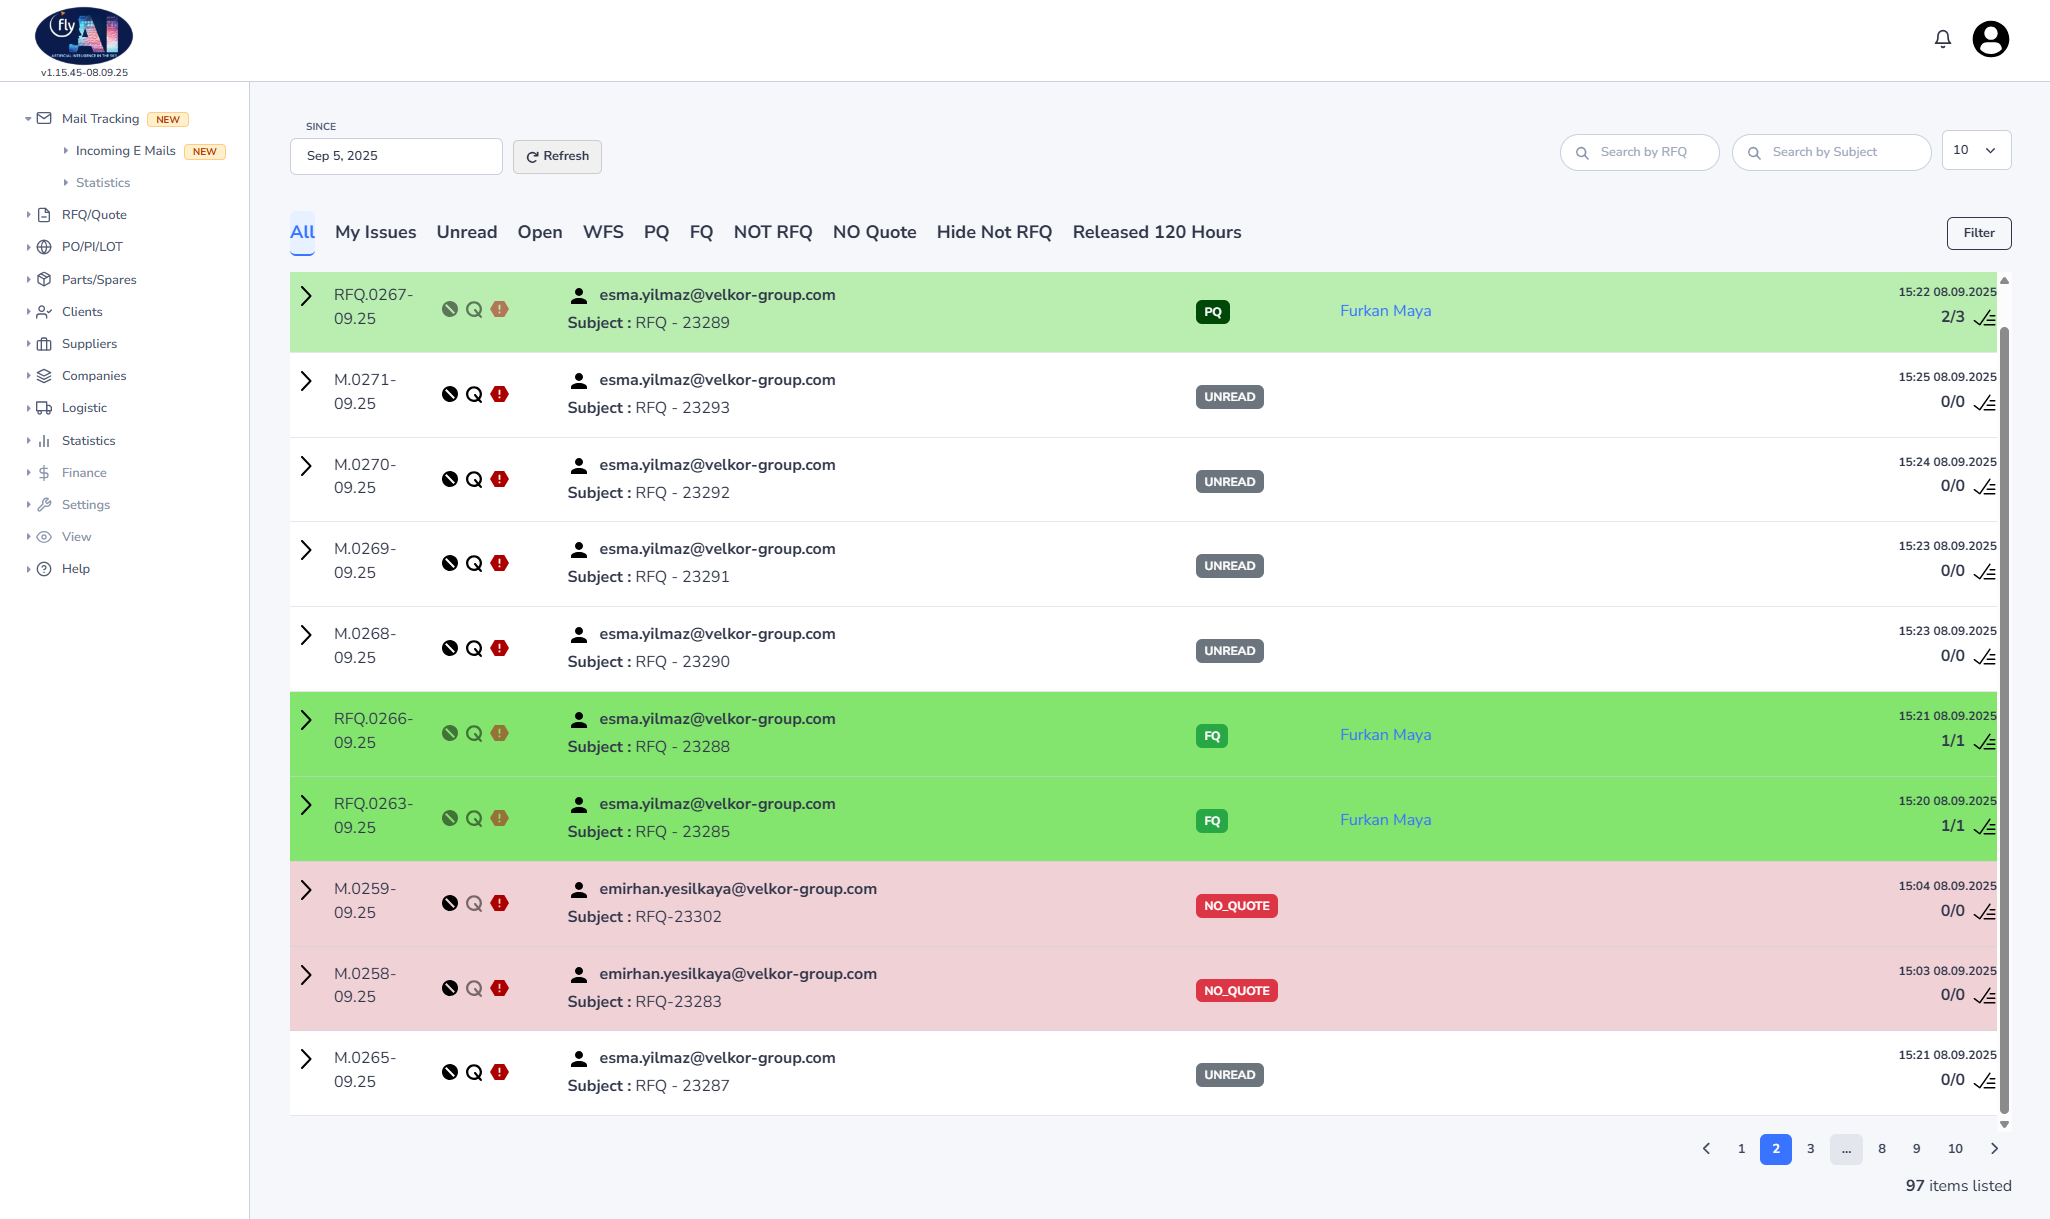 fly AI
ARTIFICIAL INTELLIGENCE IN THE SKY
v1.15.45-08.09.25
Mail Tracking NEW
Incoming E Mails NEW
Statistics
RFQ/Quote
PO/PI/LOT
Parts/Spares
Clients
Suppliers
Companies
Logistic
Statistics
Finance
Settings
View
Help
SINCE
Sep 5, 2025 Refresh Search by RFQ Search by Subject 10
All My Issues Unread Open WFS PQ FQ NOT RFQ NO Quote Hide Not RFQ Released 120 Hours Filter
RFQ.0267-09.25 esma.yilmaz@velkor-group.com PQ Furkan Maya 15:22 08.09.2025
Subject : RFQ - 23289 2/3
M.0271-09.25 esma.yilmaz@velkor-group.com UNREAD 15:25 08.09.2025
Subject : RFQ - 23293 0/0
M.0270-09.25 esma.yilmaz@velkor-group.com UNREAD 15:24 08.09.2025
Subject : RFQ - 23292 0/0
M.0269-09.25 esma.yilmaz@velkor-group.com UNREAD 15:23 08.09.2025
Subject : RFQ - 23291 0/0
M.0268-09.25 esma.yilmaz@velkor-group.com UNREAD 15:23 08.09.2025
Subject : RFQ - 23290 0/0
RFQ.0266-09.25 esma.yilmaz@velkor-group.com FQ Furkan Maya 15:21 08.09.2025
Subject : RFQ - 23288 1/1
RFQ.0263-09.25 esma.yilmaz@velkor-group.com FQ Furkan Maya 15:20 08.09.2025
Subject : RFQ - 23285 1/1
M.0259-09.25 emirhan.yesilkaya@velkor-group.com NO_QUOTE 15:04 08.09.2025
Subject : RFQ-23302 0/0
M.0258-09.25 emirhan.yesilkaya@velkor-group.com NO_QUOTE 15:03 08.09.2025
Subject : RFQ-23283 0/0
M.0265-09.25 esma.yilmaz@velkor-group.com UNREAD 15:21 08.09.2025
Subject : RFQ - 23287 0/0
1 2 3 ... 8 9 10
97 items listed